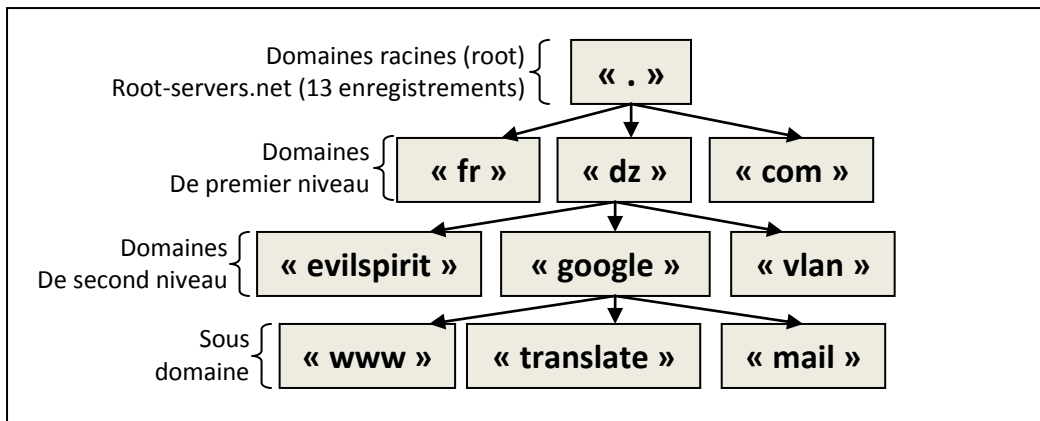 Domaines racines (root)
Root-servers.net (13 enregistrements)
« . »
Domaines
De premier niveau
« fr »
« dz »
« com »
Domaines
De second niveau
« evilspirit »
« google »
« vlan »
Sous
domaine
« www »
« translate »
« mail »